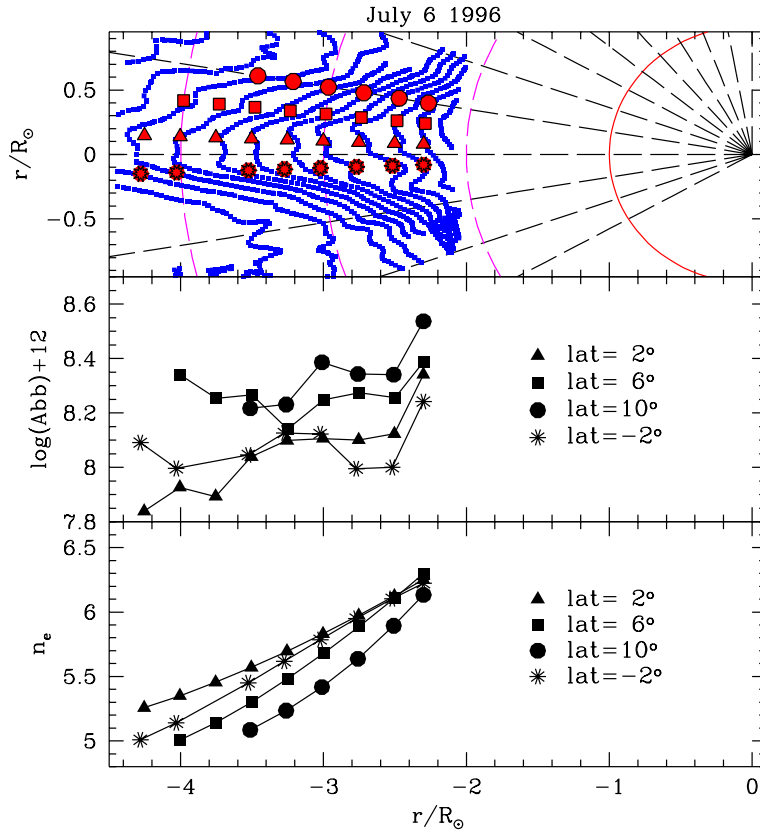 July 6 1996
r/R☉
0.5
0
−0.5
log(Abb)+12
8.6
8.4
8.2
8
7.8
lat= 2°
lat= 6°
lat=10°
lat=−2°
nₑ
6.5
6
5.5
5
lat= 2°
lat= 6°
lat=10°
lat=−2°
−4 −3 −2 −1 0
r/R☉